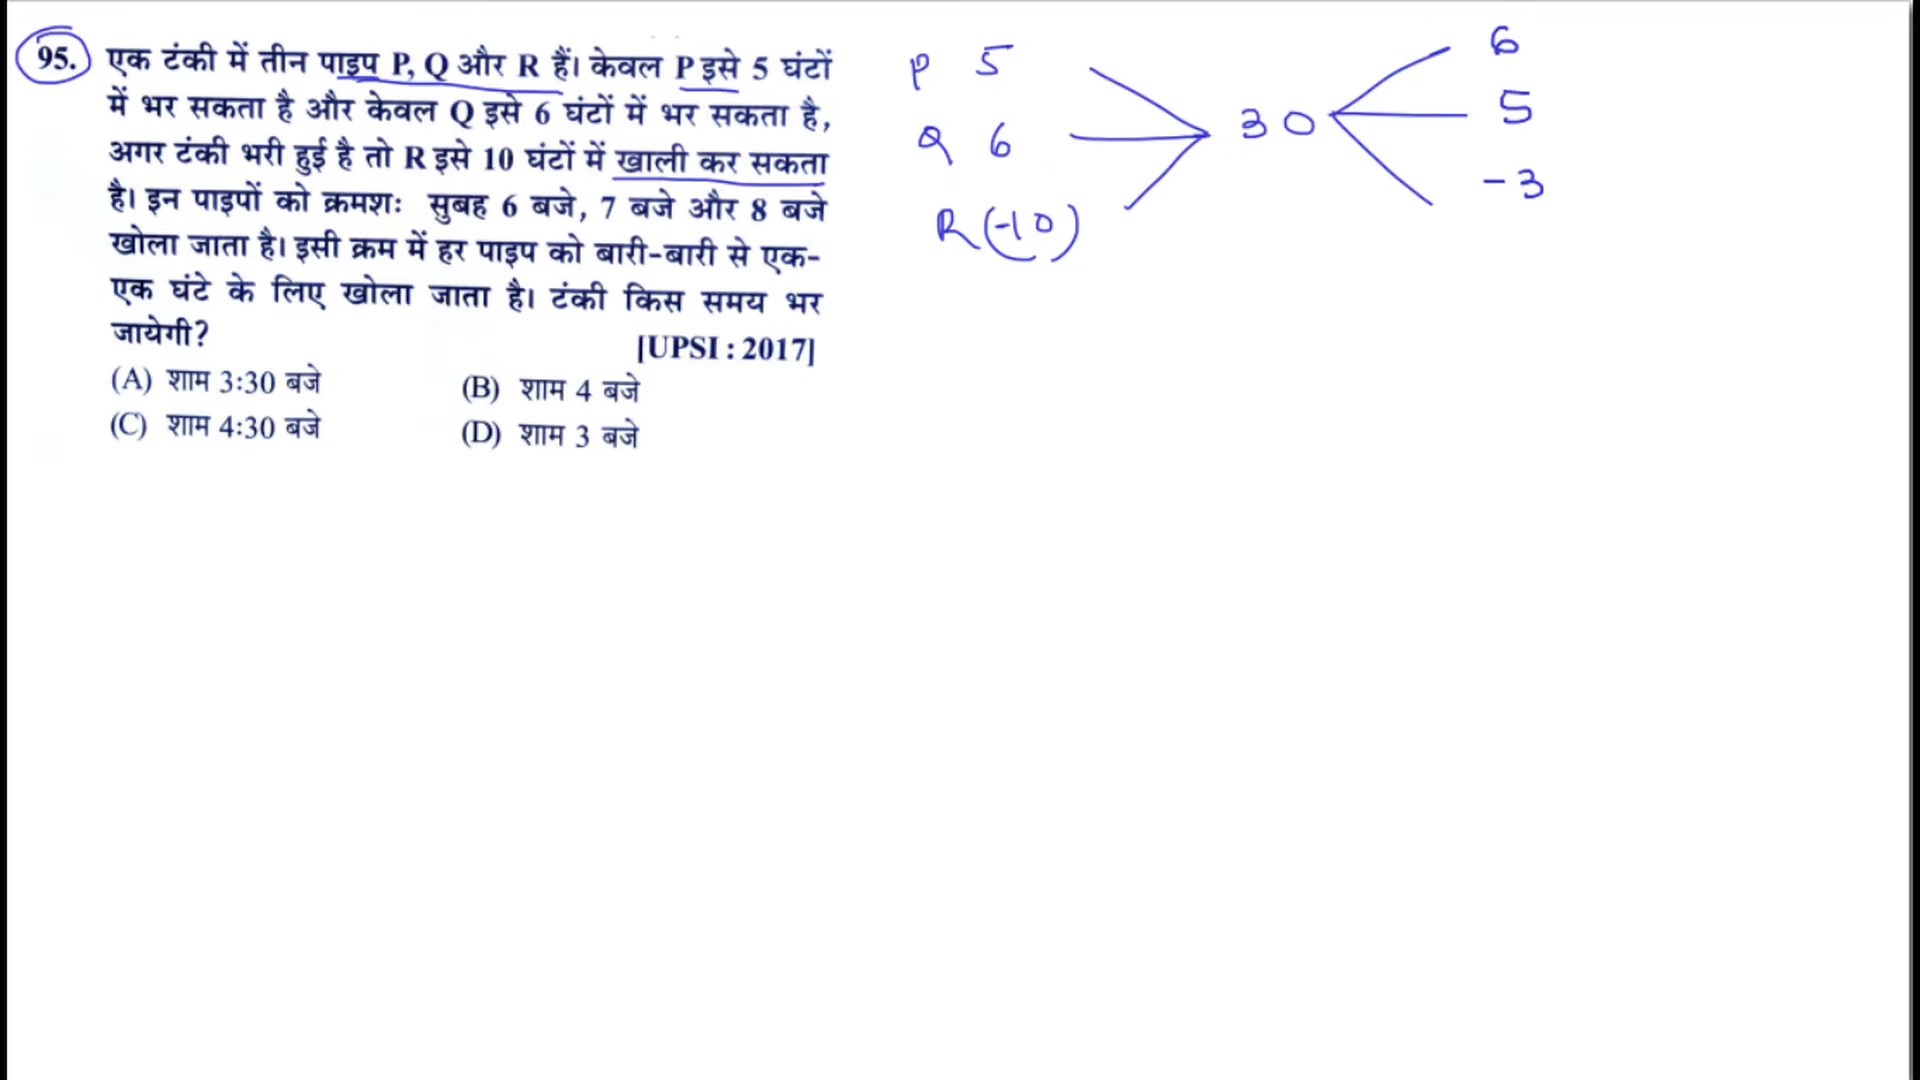 95. एक टंकी में तीन पाइप P, Q और R हैं। केवल P इसे 5 घंटों
में भर सकता है और केवल Q इसे 6 घंटों में भर सकता है,
अगर टंकी भरी हुई है तो R इसे 10 घंटों में खाली कर सकता
है। इन पाइपों को क्रमशः सुबह 6 बजे, 7 बजे और 8 बजे
खोला जाता है। इसी क्रम में हर पाइप को बारी-बारी से एक-
एक घंटे के लिए खोला जाता है। टंकी किस समय भर
जायेगी? [UPSI : 2017]
(A) शाम 3:30 बजे (B) शाम 4 बजे
(C) शाम 4:30 बजे (D) शाम 3 बजे
P 5
Q 6
R (-10)
30
6
5
-3